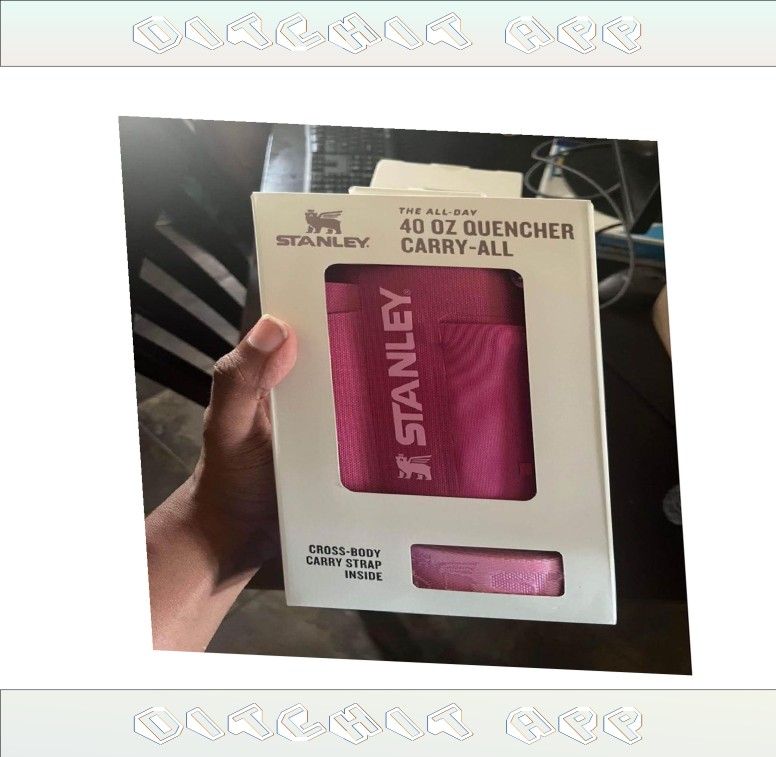 DITCHIT APP
THE ALL-DAY
40 OZ QUENCHER
CARRY-ALL
STANLEY®
STANLEY®
CROSS-BODY
CARRY STRAP
INSIDE
DITCHIT APP